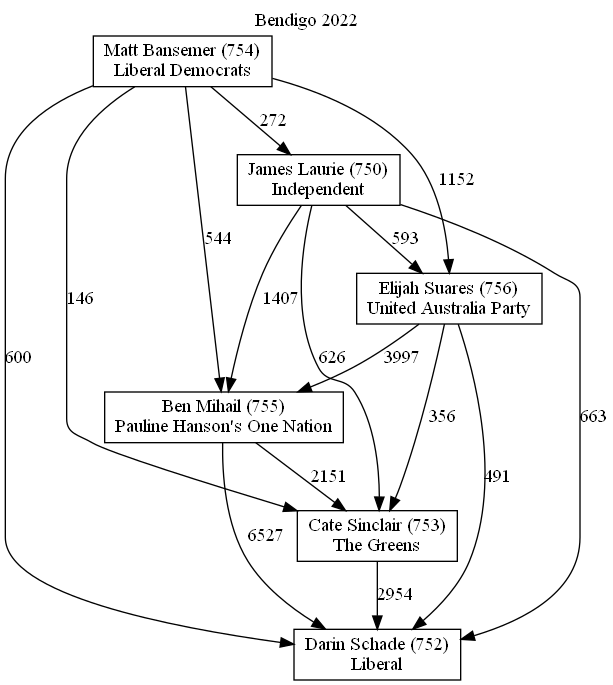 Bendigo 2022
Matt Bansemer (754)
Liberal Democrats
272
James Laurie (750)
Independent
1152
544
593
Elijah Suares (756)
United Australia Party
146
1407
600
626
3997
Ben Mihail (755)
Pauline Hanson's One Nation
356
663
2151
491
Cate Sinclair (753)
The Greens
6527
2954
Darin Schade (752)
Liberal